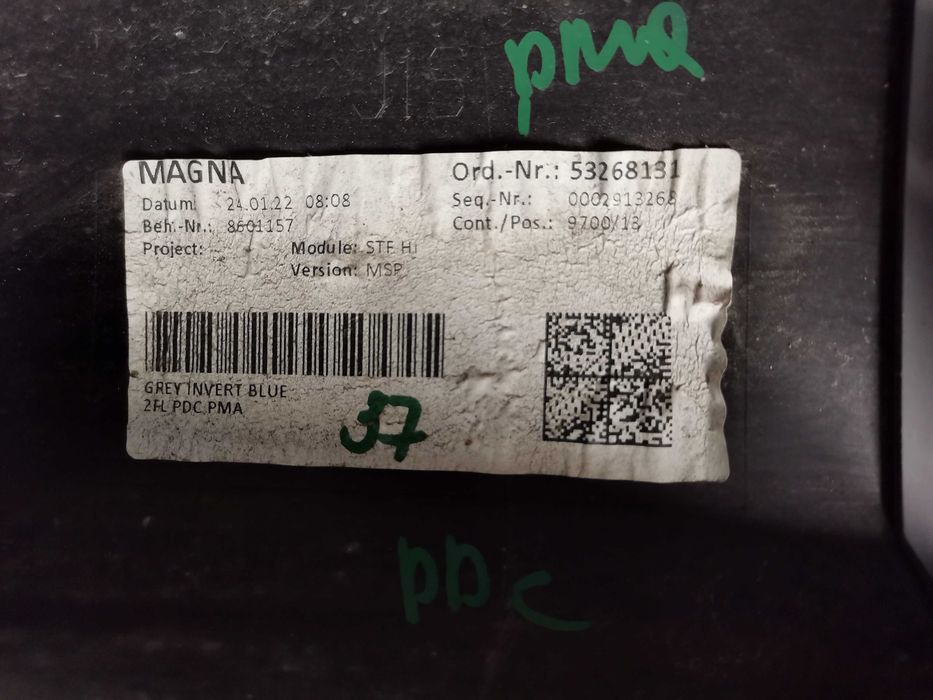 PMA
MAGNA
Ord.-Nr.: 53268131
Datum: 24.01.22 08:08
Seq.-Nr.: 0002913268
Beh.-Nr.: 8601157
Cont./Pos.: 9700/13
Project:
Module: STF Hi
Version: MSP
GREY INVERT BLUE
2FL PDC PMA
37
PDC